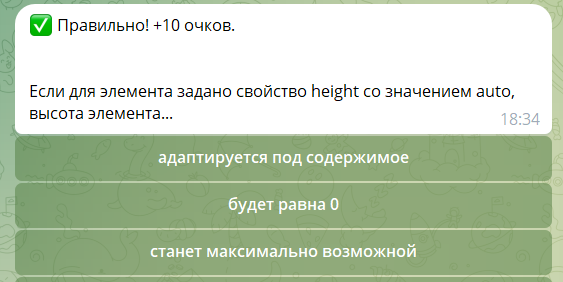 ✅ Правильно! +10 очков.
Если для элемента задано свойство height со значением auto,
высота элемента...
18:34
адаптируется под содержимое
будет равна 0
станет максимально возможной